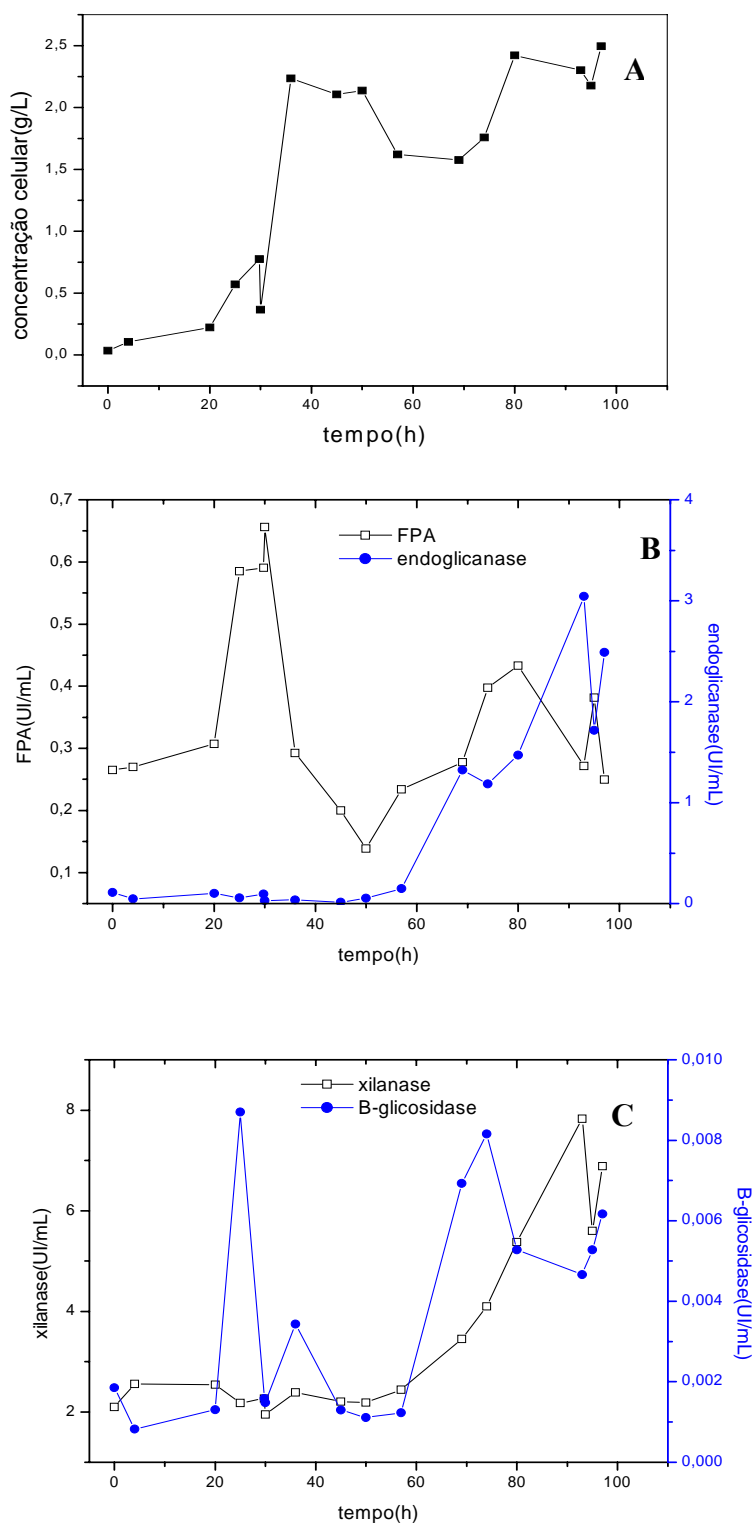 2,5
2,0
1,5
1,0
0,5
0,0
concentração celular(g/L)
A
0 20 40 60 80 100
tempo(h)
0,7
0,6
0,5
0,4
0,3
0,2
0,1
FPA(UI/mL)
FPA
endoglicanase
B
4
3
2
1
0
endoglicanase(UI/mL)
0 20 40 60 80 100
tempo(h)
8
6
4
2
xilanase(UI/mL)
xilanase
B-glicosidase
C
0,010
0,008
0,006
0,004
0,002
0,000
B-glicosidase(UI/mL)
0 20 40 60 80 100
tempo(h)